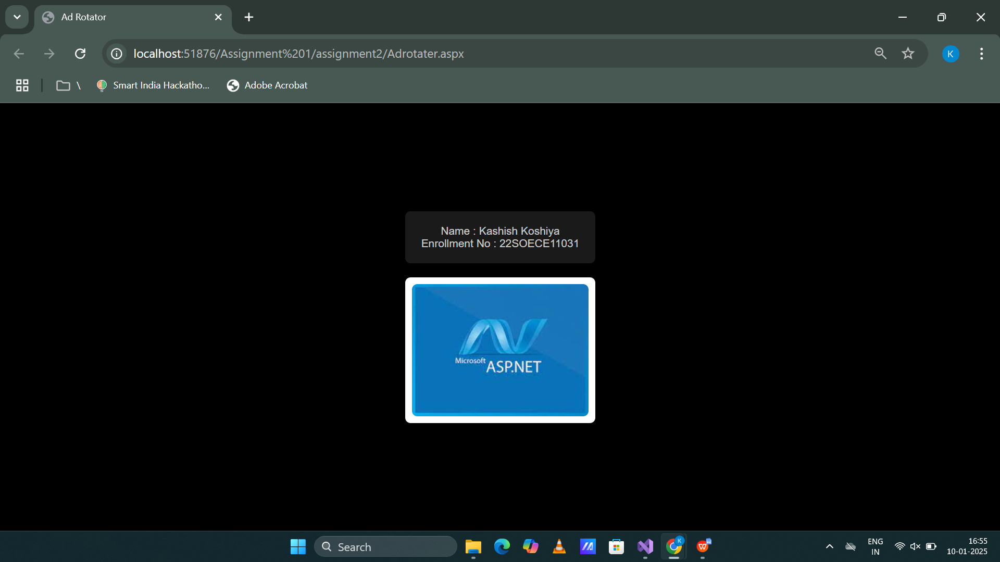 Ad Rotator
localhost:51876/Assignment%201/assignment2/Adrotater.aspx
K
\
Smart India Hackatho...
Adobe Acrobat
Name : Kashish Koshiya
Enrollment No : 22SOECE11031
Microsoft
ASP.NET
Search
K
W
W
ENG
IN
16:55
10-01-2025